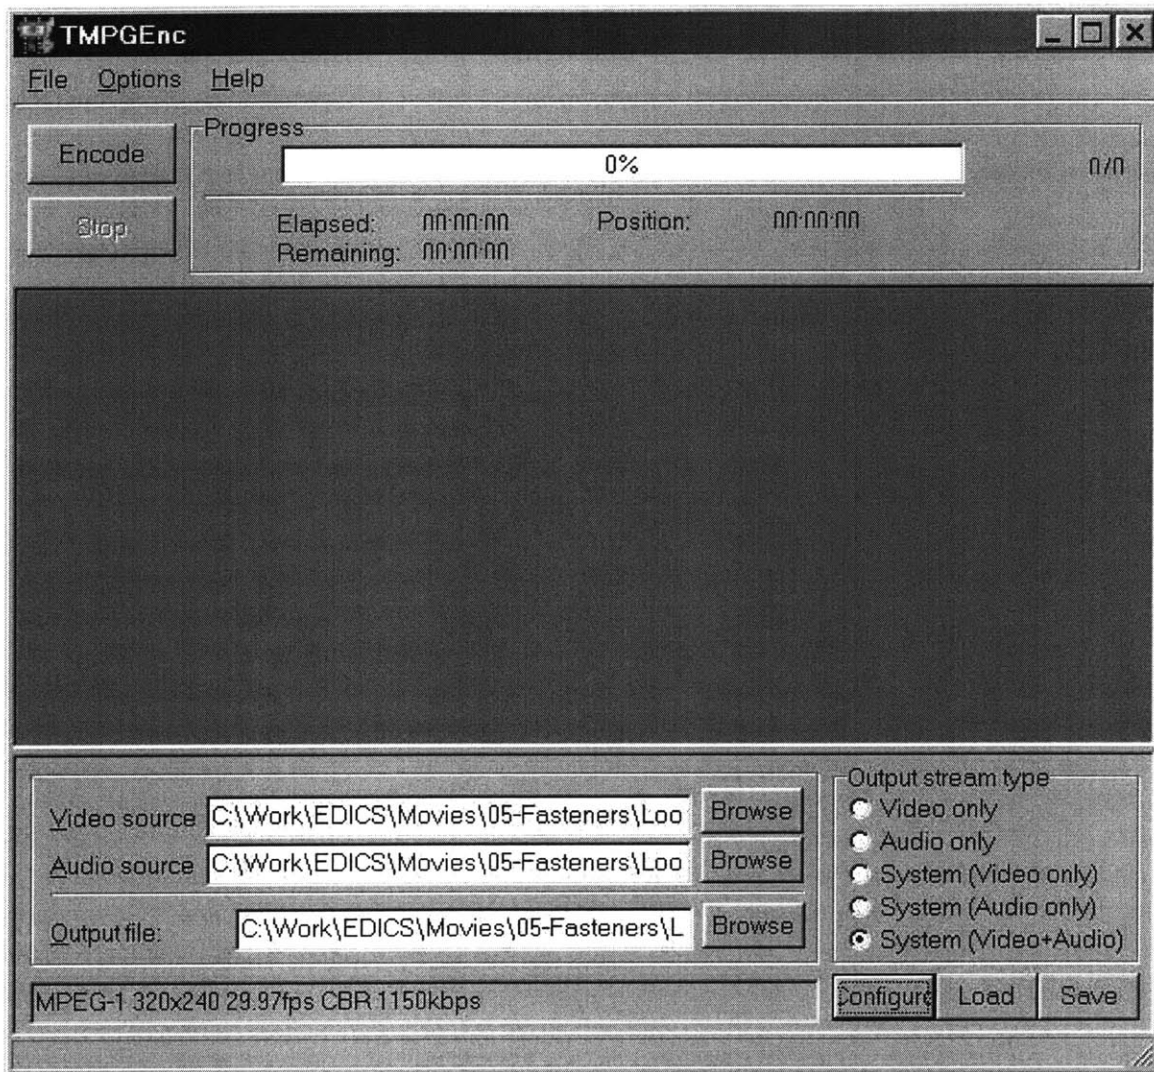 TMPGEnc
File Options Help
Encode
Stop
Progress
0%
0/0
Elapsed: 00:00:00 Position: 00:00:00
Remaining: 00:00:00
Video source C:\Work\EDICS\Movies\05-Fasteners\Loo Browse
Audio source C:\Work\EDICS\Movies\05-Fasteners\Loo Browse
Output file: C:\Work\EDICS\Movies\05-Fasteners\L Browse
Output stream type
Video only
Audio only
System (Video only)
System (Audio only)
System (Video+Audio)
MPEG-1 320x240 29.97fps CBR 1150kbps
Configure Load Save